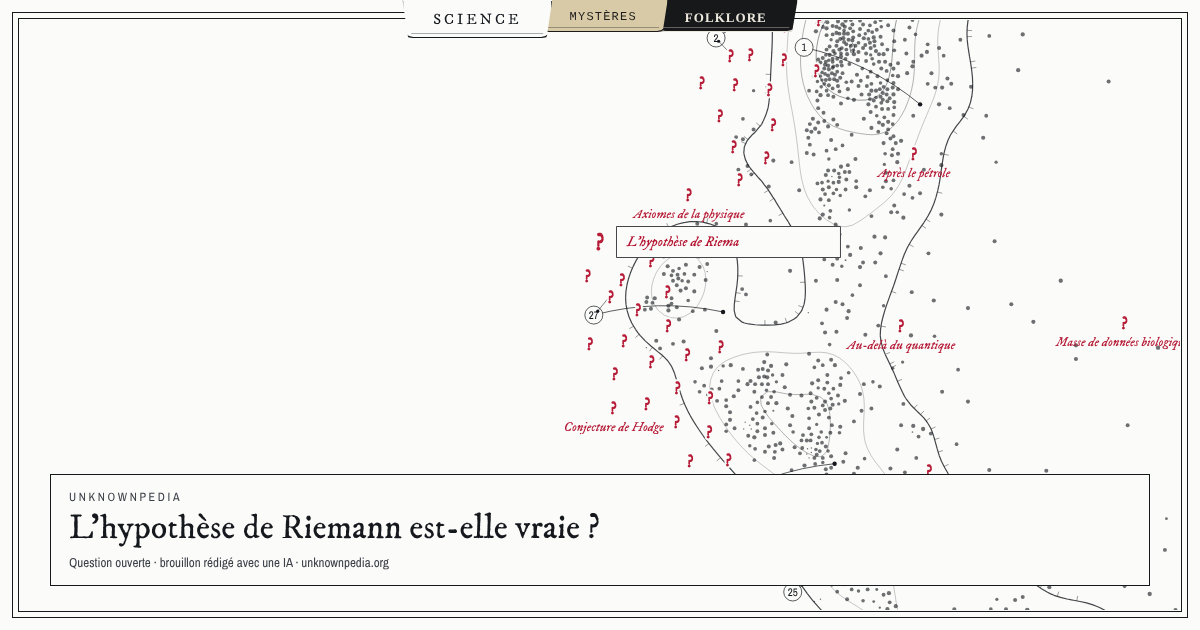 SCIENCE
MYSTÈRES
FOLKLORE
2
1
?
Après le pétrole
Axiomes de la physique
L'hypothèse de Riema
27
Au-delà du quantique
Masse de données biologiq
Conjecture de Hodge
UNKNOWNPEDIA
L'hypothèse de Riemann est-elle vraie ?
Question ouverte · brouillon rédigé avec une IA · unknownpedia.org
25